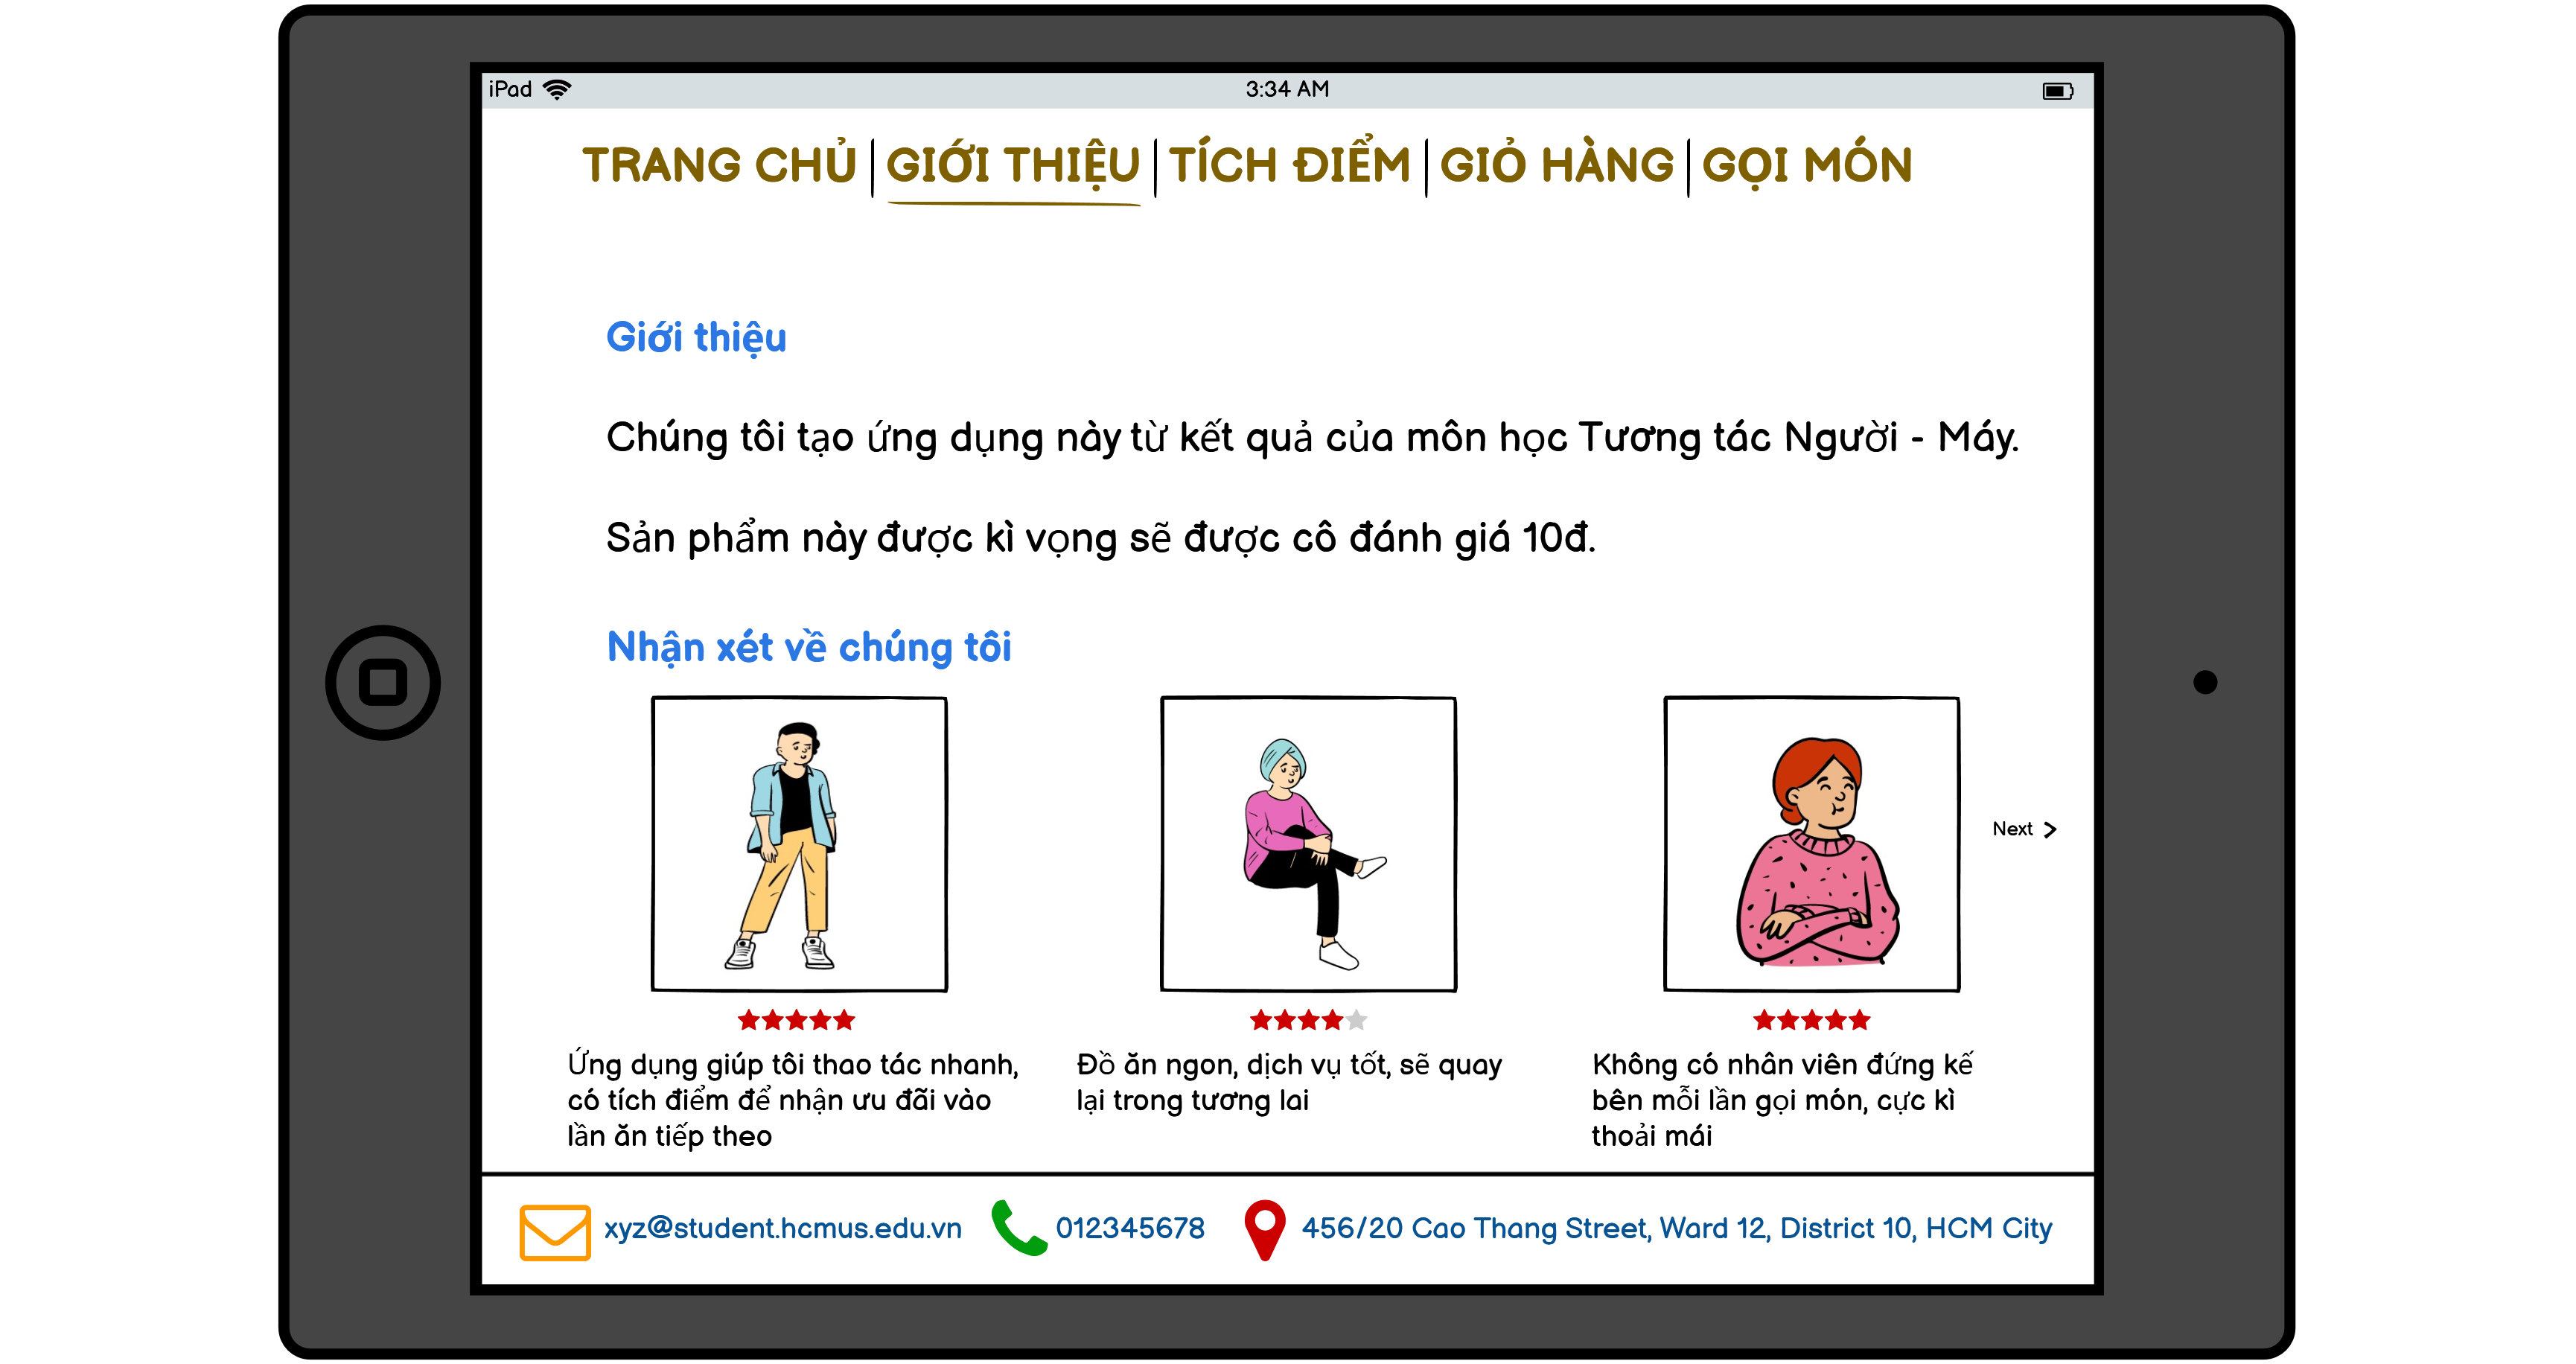 iPad 3:34 AM
TRANG CHỦ GIỚI THIỆU TÍCH ĐIỂM GIỎ HÀNG GỌI MÓN
Giới thiệu
Chúng tôi tạo ứng dụng này từ kết quả của môn học Tương tác Người - Máy.
Sản phẩm này được kì vọng sẽ được cô đánh giá 10đ.
Nhận xét về chúng tôi
Next
Ứng dụng giúp tôi thao tác nhanh,
có tích điểm để nhận ưu đãi vào
lần ăn tiếp theo
Đồ ăn ngon, dịch vụ tốt, sẽ quay
lại trong tương lai
Không có nhân viên đứng kế
bên mỗi lần gọi món, cực kì
thoải mái
xyz@student.hcmus.edu.vn 012345678 456/20 Cao Thang Street, Ward 12, District 10, HCM City